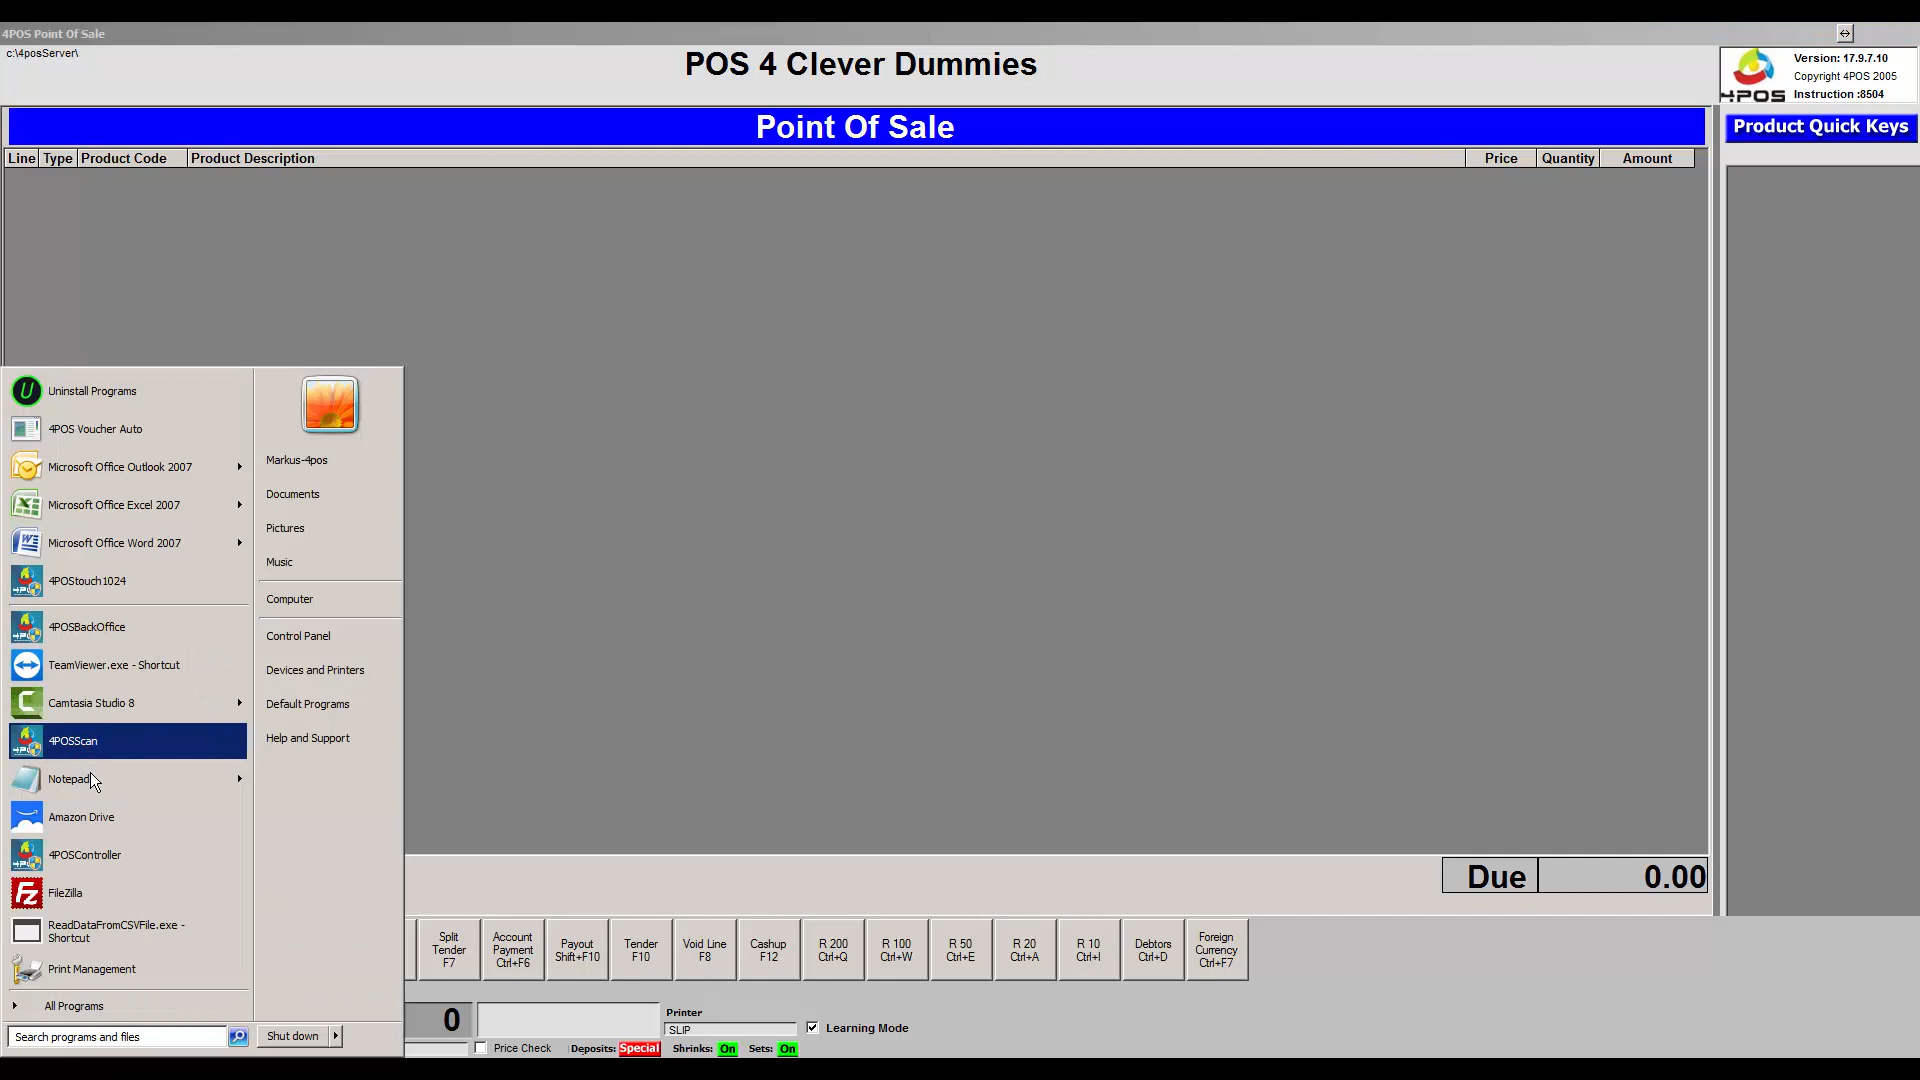 4POS Point Of Sale
c:\4posServer\
POS 4 Clever Dummies
4POS
Version: 17.9.7.10
Copyright 4POS 2005
Instruction :8504
Point Of Sale
Product Quick Keys
Line Type Product Code Product Description Price Quantity Amount
Uninstall Programs
4POS Voucher Auto
Microsoft Office Outlook 2007
Microsoft Office Excel 2007
Microsoft Office Word 2007
4POStouch1024
4POSBackOffice
TeamViewer.exe - Shortcut
Camtasia Studio 8
4POSScan
Notepad
Amazon Drive
4POSController
FileZilla
ReadDataFromCSVFile.exe -
Shortcut
Print Management
All Programs
Search programs and files
Markus-4pos
Documents
Pictures
Music
Computer
Control Panel
Devices and Printers
Default Programs
Help and Support
Shut down
Due 0.00
Split
Tender
F7
Account
Payment
Ctrl+F6
Payout
Shift+F10
Tender
F10
Void Line
F8
Cashup
F12
R 200
Ctrl+Q
R 100
Ctrl+W
R 50
Ctrl+E
R 20
Ctrl+A
R 10
Ctrl+I
Debtors
Ctrl+D
Foreign
Currency
Ctrl+F7
0
Printer
SLIP
Learning Mode
Price Check Deposits: Special Shrinks: On Sets: On